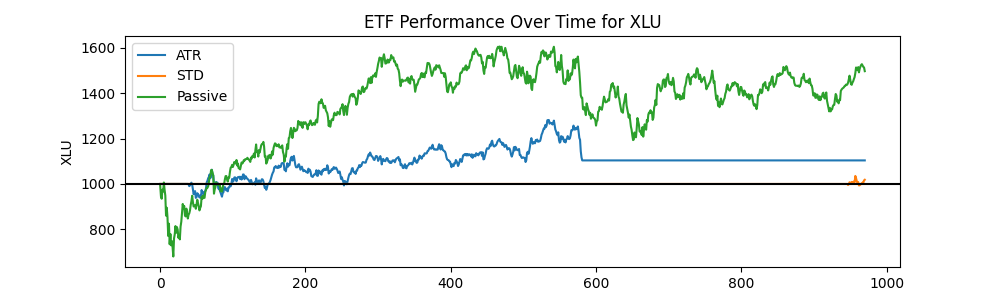 ETF Performance Over Time for XLU
ATR
STD
Passive
XLU
1600
1400
1200
1000
800
0 200 400 600 800 1000